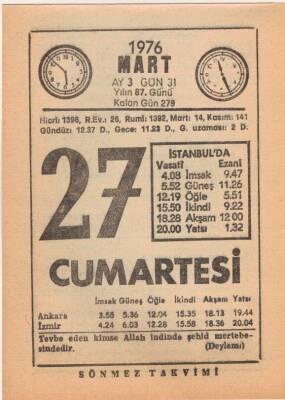 1976
MART
AY 3 GÜN 31
Yılın 87. Günü
Kalan Gün 279
Hicri 1396, R.Ev.: 26, Rumi: 1392, Mart: 14, Kasım: 141
Gündüz: 12.37 D., Gece: 11.23 D., G. uzaması: 2 D.
27
İSTANBUL'DA
Vasati Ezani
4.08 İmsak 9.47
5.52 Güneş 11.26
12.19 Öğle 5.51
15.50 İkindi 9.22
18.28 Akşam 12 00
20.00 Yatsı 1.32
CUMARTESİ
İmsak Güneş Öğle İkindi Akşam Yatsı
Ankara 3.55 5.36 12.04 15.35 18.13 19.44
İzmir 4.24 6.03 12.28 15.58 18.36 20.04
Tevbe eden kimse Allah indinde şehid mertebe-
sindedir. (Deylemi)
SÖNMEZ TAKVİMİ